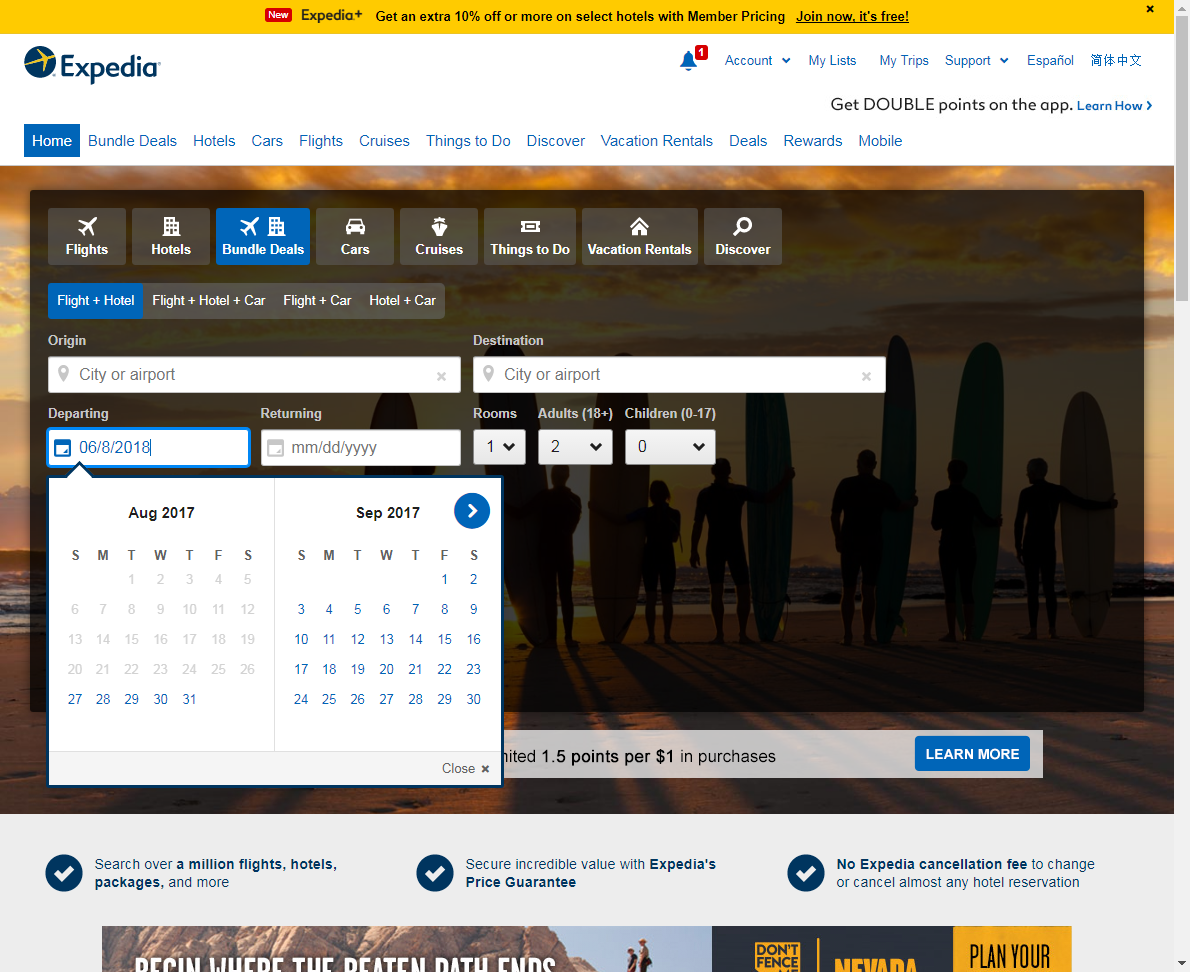 New Expedia+ Get an extra 10% off or more on select hotels with Member Pricing Join now, it's free! ×
Expedia
1 Account My Lists My Trips Support Español 简体中文
Get DOUBLE points on the app. Learn How
Home Bundle Deals Hotels Cars Flights Cruises Things to Do Discover Vacation Rentals Deals Rewards Mobile
Flights Hotels Bundle Deals Cars Cruises Things to Do Vacation Rentals Discover
Flight + Hotel Flight + Hotel + Car Flight + Car Hotel + Car
Origin Destination
City or airport × City or airport ×
Departing Returning Rooms Adults (18+) Children (0-17)
06/8/2018 mm/dd/yyyy 1 2 0
Aug 2017 Sep 2017
S M T W T F S S M T W T F S
1 2 3 4 5 1 2
6 7 8 9 10 11 12 3 4 5 6 7 8 9
13 14 15 16 17 18 19 10 11 12 13 14 15 16
20 21 22 23 24 25 26 17 18 19 20 21 22 23
27 28 29 30 31 24 25 26 27 28 29 30
1.5 points per $1 in purchases LEARN MORE
Close ×
Search over a million flights, hotels,
packages, and more
Secure incredible value with Expedia's
Price Guarantee
No Expedia cancellation fee to change
or cancel almost any hotel reservation
BEGIN WHERE THE BEATEN PATH ENDS
DON'T
FENCE
NEVADA
PLAN YOUR